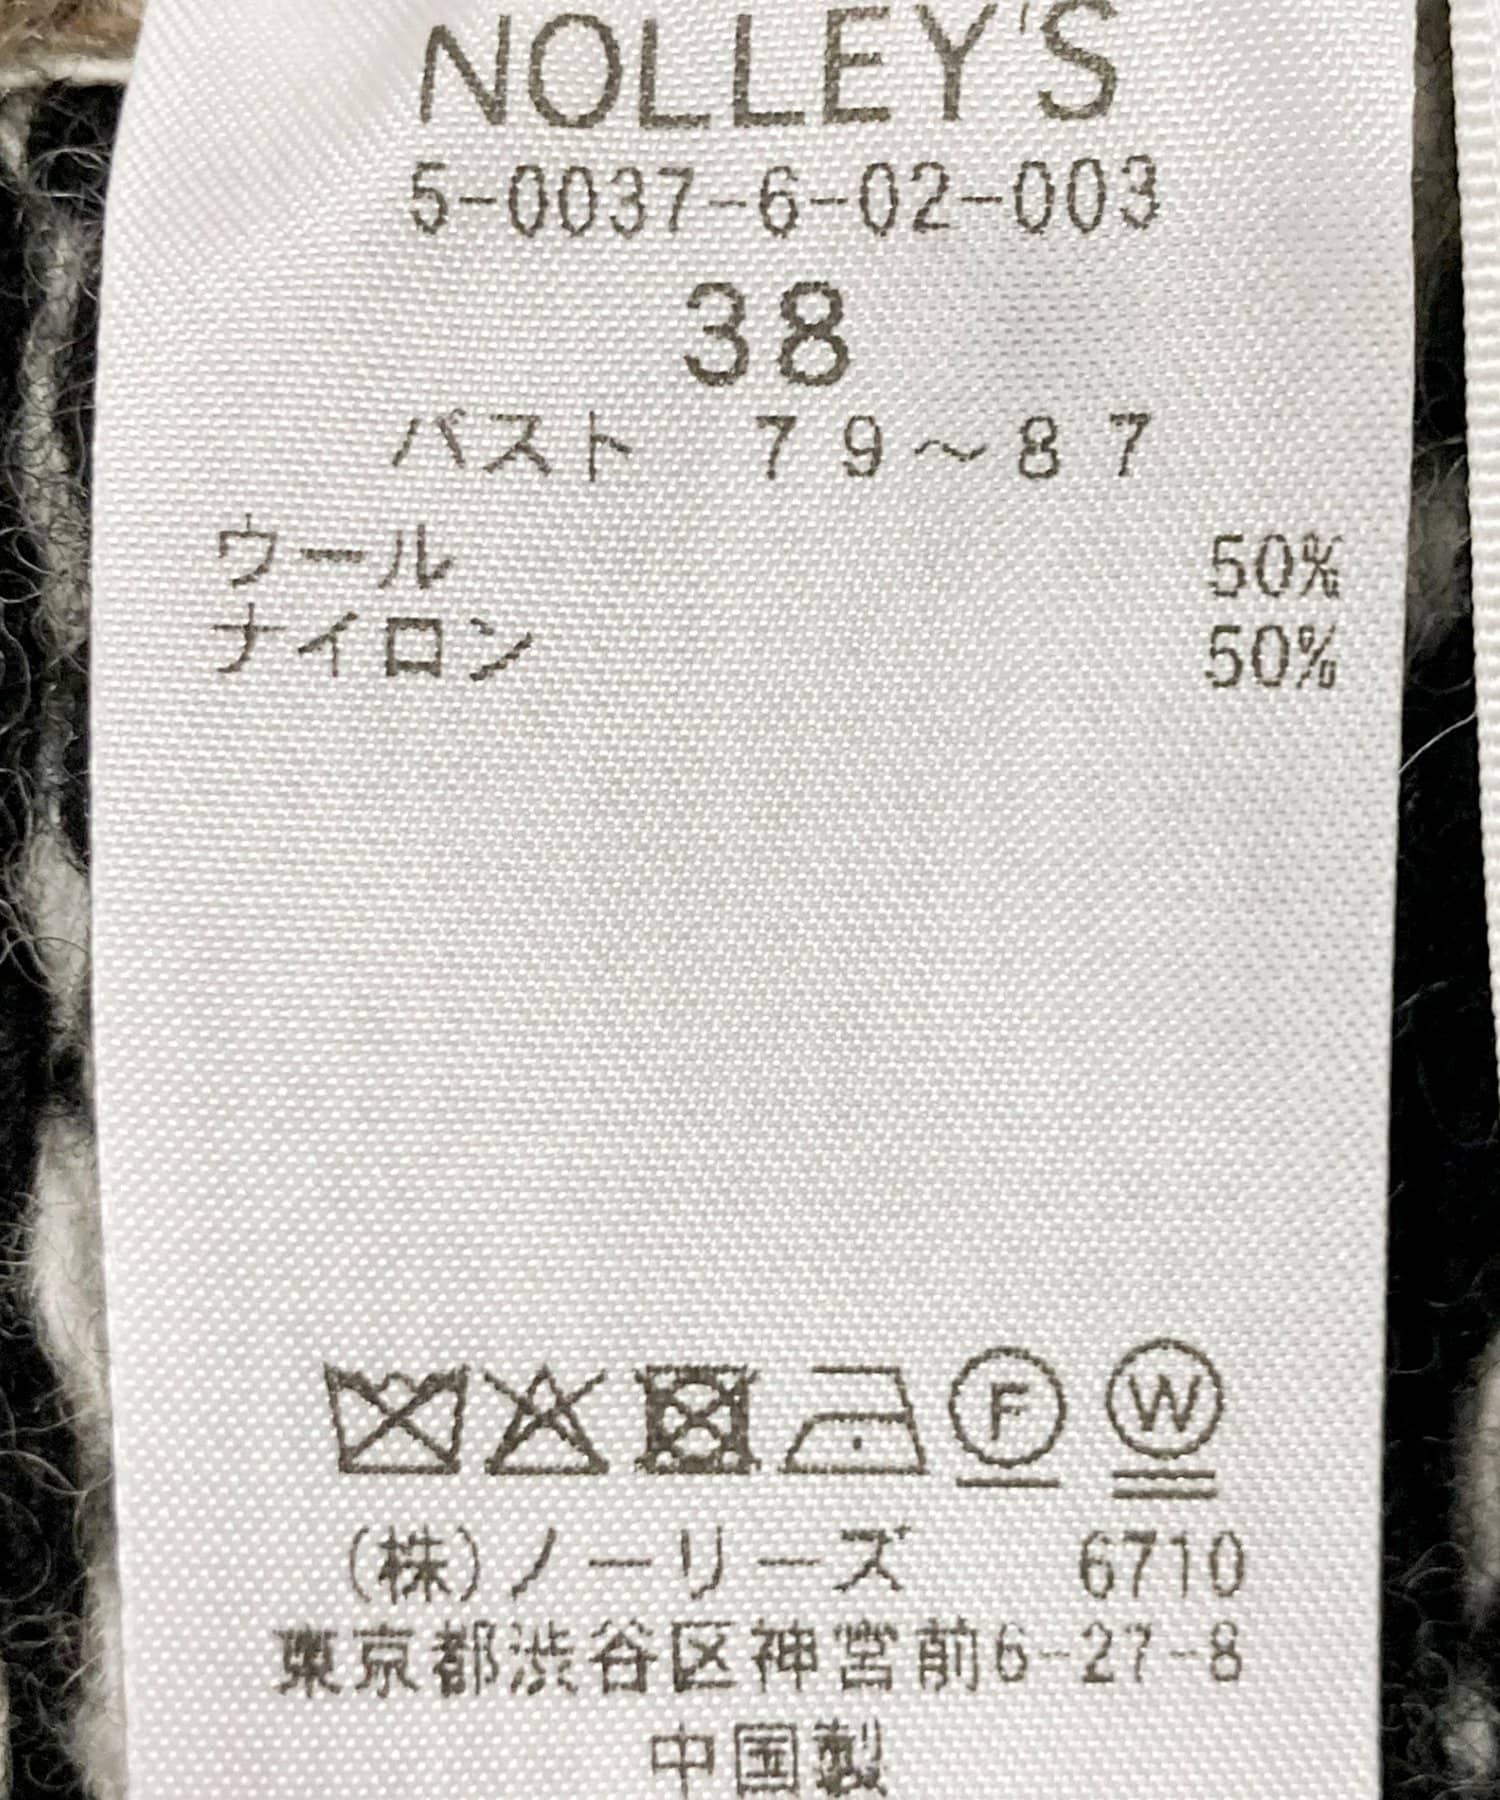 NOLLEY'S
5-0037-6-02-003
38
バスト 79～87
ウール 50%
ナイロン 50%
F W
(株)ノーリーズ 6710
東京都渋谷区神宮前6-27-8
中国製